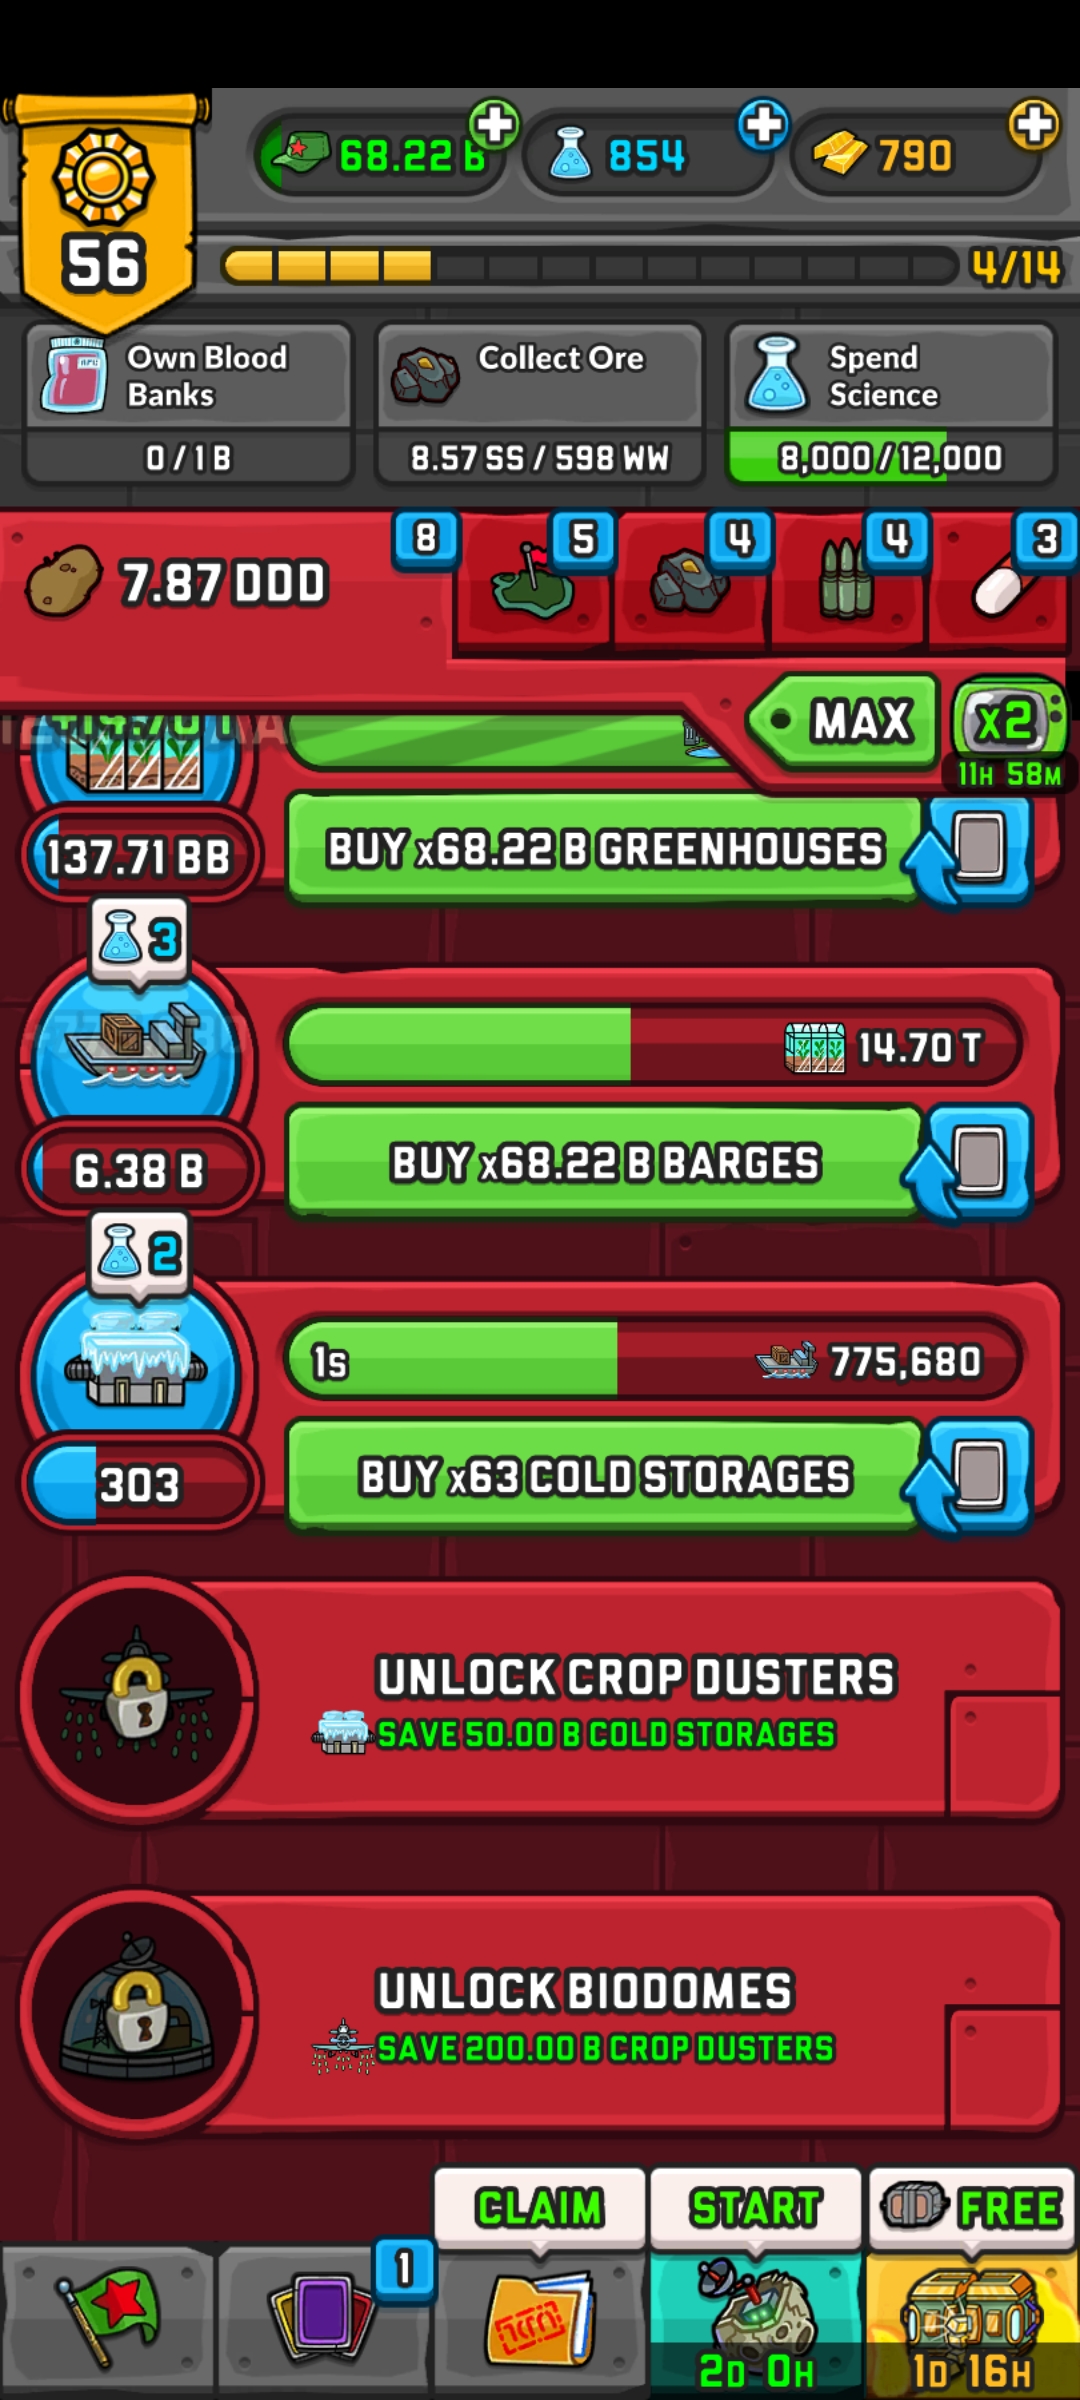 68.22 B
854
790
56
4/14
Own Blood
Banks
0 / 1 B
Collect Ore
8.57 SS / 598 WW
Spend
Science
8,000 / 12,000
7.87 DDD
8
5
4
4
3
MAX
x2
11H 58M
137.71 BB
BUY x68.22 B GREENHOUSES
3
14.70 T
6.38 B
BUY x68.22 B BARGES
2
1s
775,680
303
BUY x63 COLD STORAGES
UNLOCK CROP DUSTERS
SAVE 50.00 B COLD STORAGES
UNLOCK BIODOMES
SAVE 200.00 B CROP DUSTERS
CLAIM
START
FREE
1
2D 0H
1D 16H